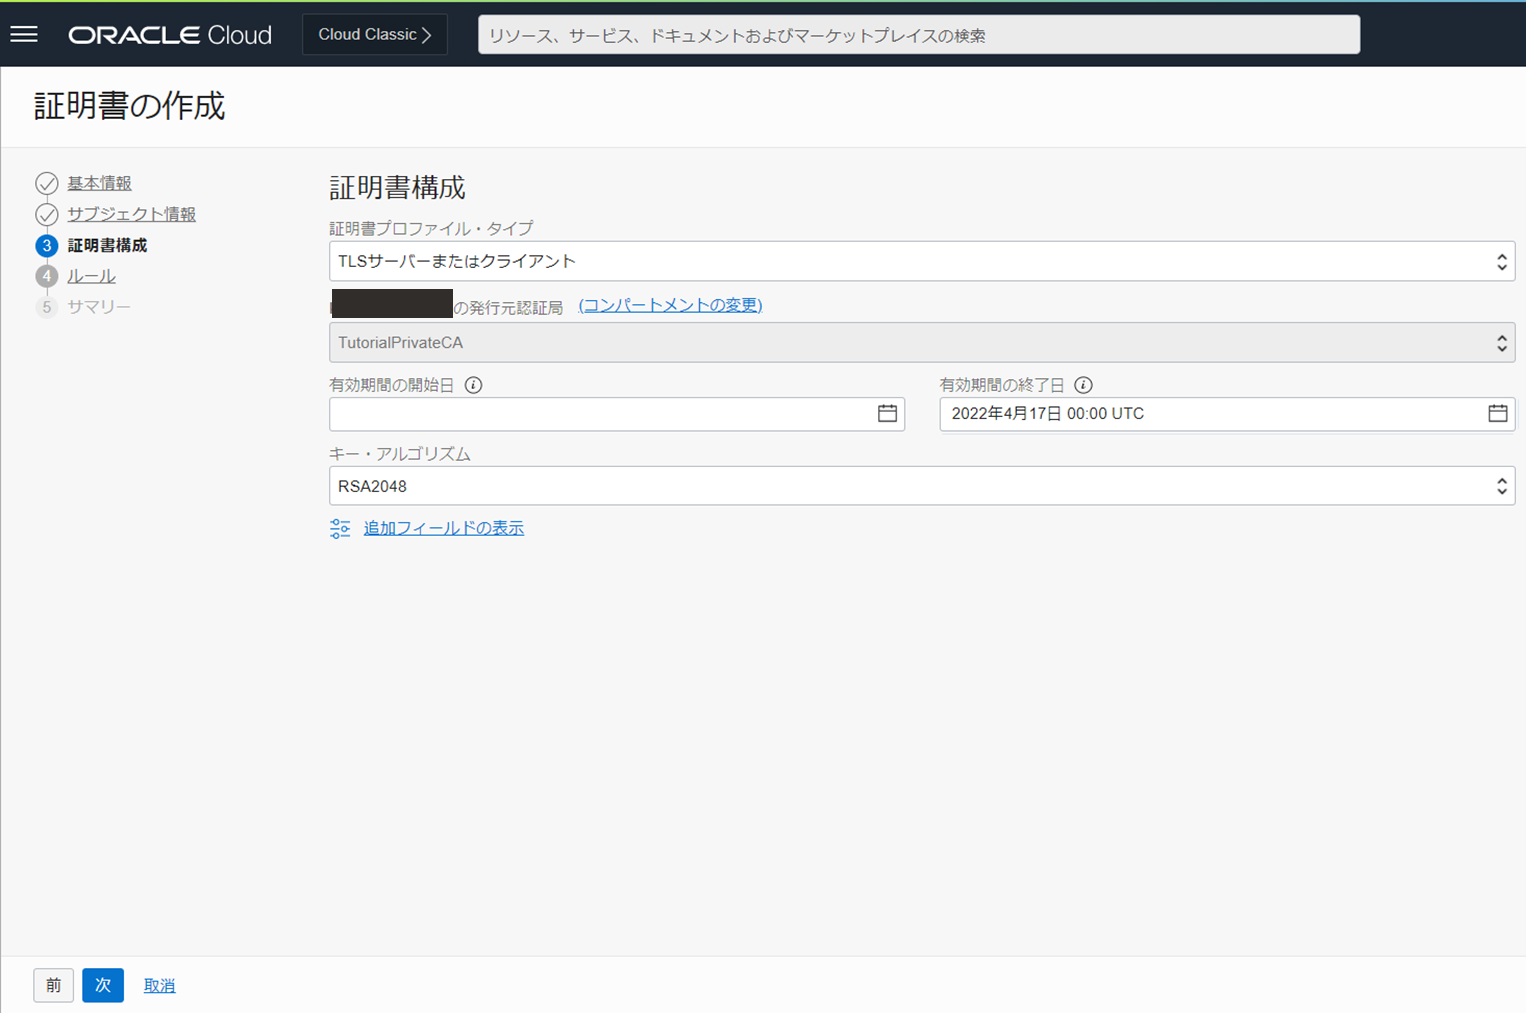 ORACLE Cloud
Cloud Classic
リソース、サービス、ドキュメントおよびマーケットプレイスの検索
証明書の作成
基本情報
サブジェクト情報
3 証明書構成
4 ルール
5 サマリー
証明書構成
証明書プロファイル・タイプ
TLSサーバーまたはクライアント
の発行元認証局 (コンパートメントの変更)
TutorialPrivateCA
有効期間の開始日
有効期間の終了日
2022年4月17日 00:00 UTC
キー・アルゴリズム
RSA2048
追加フィールドの表示
前 次 取消